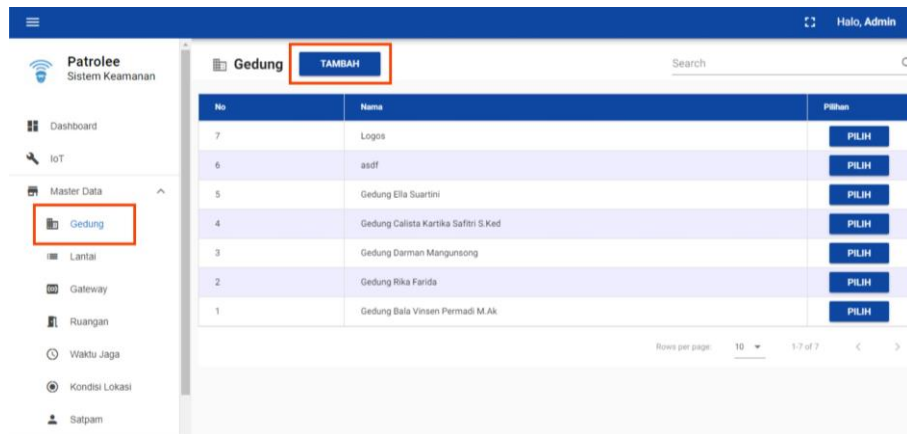 Halo, Admin
Patrolee
Sistem Keamanan
Dashboard
IoT
Master Data
Gedung
Lantai
Gateway
Ruangan
Waktu Jaga
Kondisi Lokasi
Satpam
Gedung TAMBAH Search
No Nama Pilihan
7 Logos PILIH
6 asdf PILIH
5 Gedung Ella Suartini PILIH
4 Gedung Calista Kartika Safitri S.Ked PILIH
3 Gedung Darman Mangunsong PILIH
2 Gedung Rika Farida PILIH
1 Gedung Bala Vinsen Permadi M.Ak PILIH
Rows per page: 10 1-7 of 7